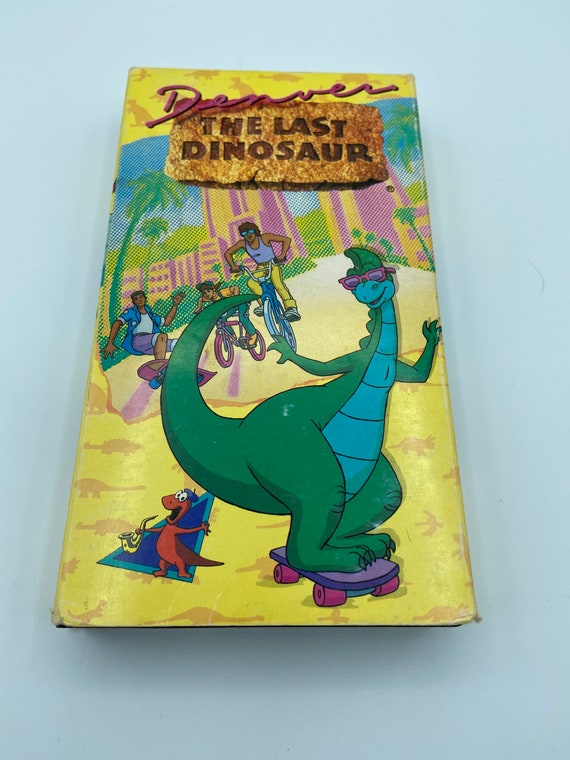 Denver
THE LAST
DINOSAUR
®